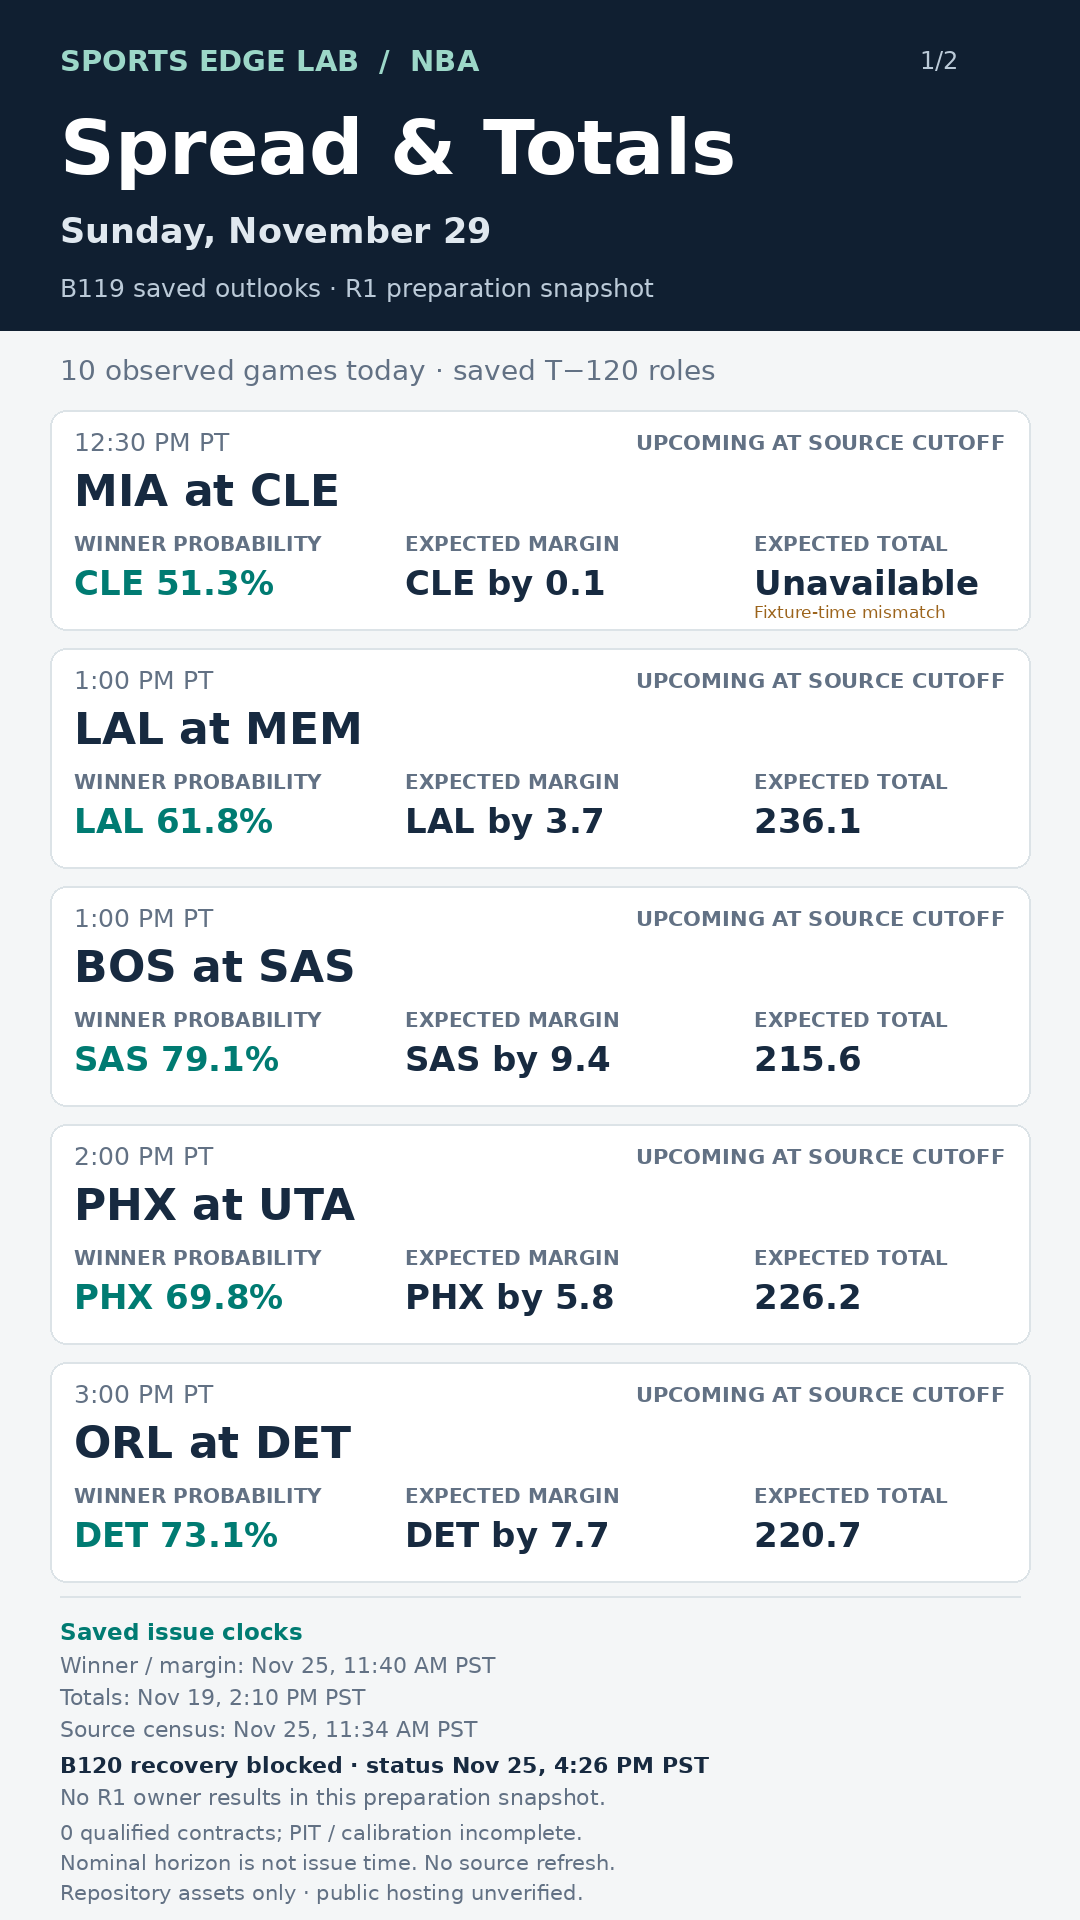 SPORTS EDGE LAB / NBA
1/2
Spread & Totals
Sunday, November 29
B119 saved outlooks · R1 preparation snapshot
10 observed games today · saved T−120 roles
12:30 PM PT
UPCOMING AT SOURCE CUTOFF
MIA at CLE
WINNER PROBABILITY
EXPECTED MARGIN
EXPECTED TOTAL
CLE 51.3%
CLE by 0.1
Unavailable
Fixture-time mismatch
1:00 PM PT
UPCOMING AT SOURCE CUTOFF
LAL at MEM
WINNER PROBABILITY
EXPECTED MARGIN
EXPECTED TOTAL
LAL 61.8%
LAL by 3.7
236.1
1:00 PM PT
UPCOMING AT SOURCE CUTOFF
BOS at SAS
WINNER PROBABILITY
EXPECTED MARGIN
EXPECTED TOTAL
SAS 79.1%
SAS by 9.4
215.6
2:00 PM PT
UPCOMING AT SOURCE CUTOFF
PHX at UTA
WINNER PROBABILITY
EXPECTED MARGIN
EXPECTED TOTAL
PHX 69.8%
PHX by 5.8
226.2
3:00 PM PT
UPCOMING AT SOURCE CUTOFF
ORL at DET
WINNER PROBABILITY
EXPECTED MARGIN
EXPECTED TOTAL
DET 73.1%
DET by 7.7
220.7
Saved issue clocks
Winner / margin: Nov 25, 11:40 AM PST
Totals: Nov 19, 2:10 PM PST
Source census: Nov 25, 11:34 AM PST
B120 recovery blocked · status Nov 25, 4:26 PM PST
No R1 owner results in this preparation snapshot.
0 qualified contracts; PIT / calibration incomplete.
Nominal horizon is not issue time. No source refresh.
Repository assets only · public hosting unverified.